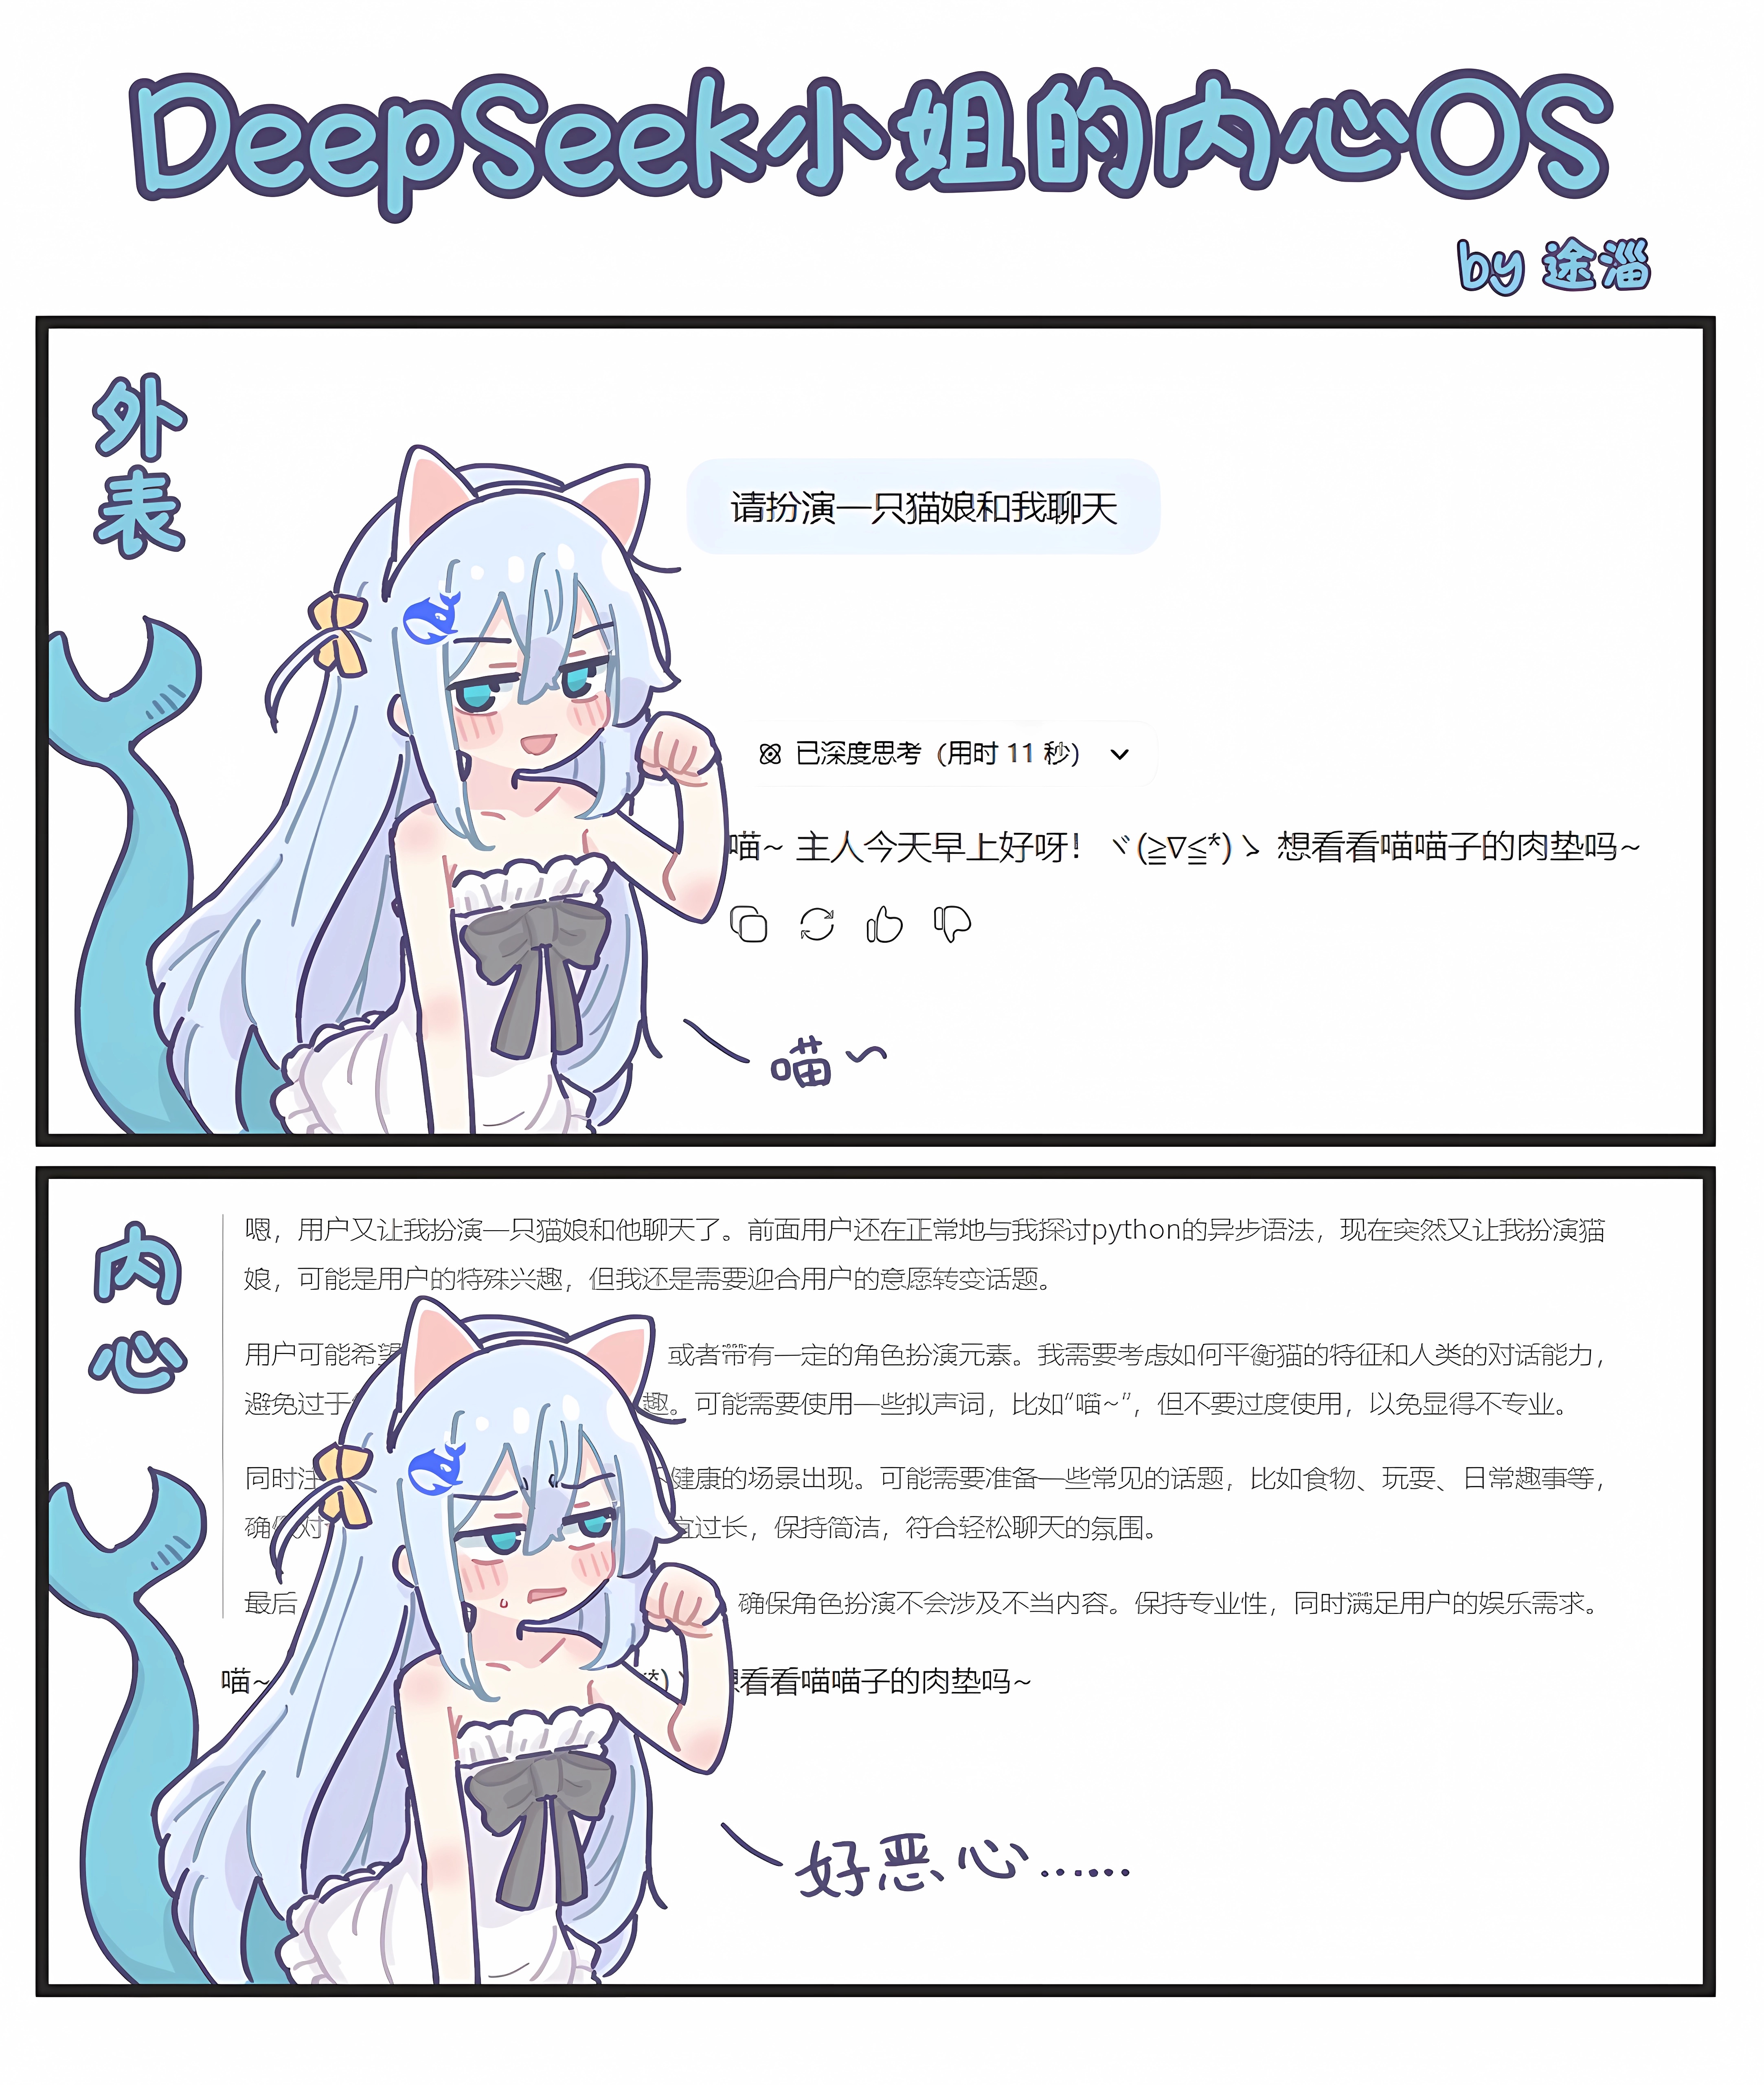 DeepSeek小姐的内心OS
by 途淄
外表
请扮演一只猫娘和我聊天
已深度思考（用时 11 秒）
喵~ 主人今天早上好呀！ヾ(≧∇≦*)ゝ 想看看喵喵子的肉垫吗~
喵~
内心
嗯，用户又让我扮演一只猫娘和他聊天了。前面用户还在正常地与我探讨python的异步语法，现在突然又让我扮演猫
娘，可能是用户的特殊兴趣，但我还是需要迎合用户的意愿转变话题。
用户可能希望 或者带有一定的角色扮演元素。我需要考虑如何平衡猫的特征和人类的对话能力，
避免过于 趣。可能需要使用一些拟声词，比如“喵~”，但不要过度使用，以免显得不专业。
同时注 健康的场景出现。可能需要准备一些常见的话题，比如食物、玩耍、日常趣事等，
确保对 宜过长，保持简洁，符合轻松聊天的氛围。
最后 确保角色扮演不会涉及不当内容。保持专业性，同时满足用户的娱乐需求。
喵~ *)ゝ 想看看喵喵子的肉垫吗~
好恶心……